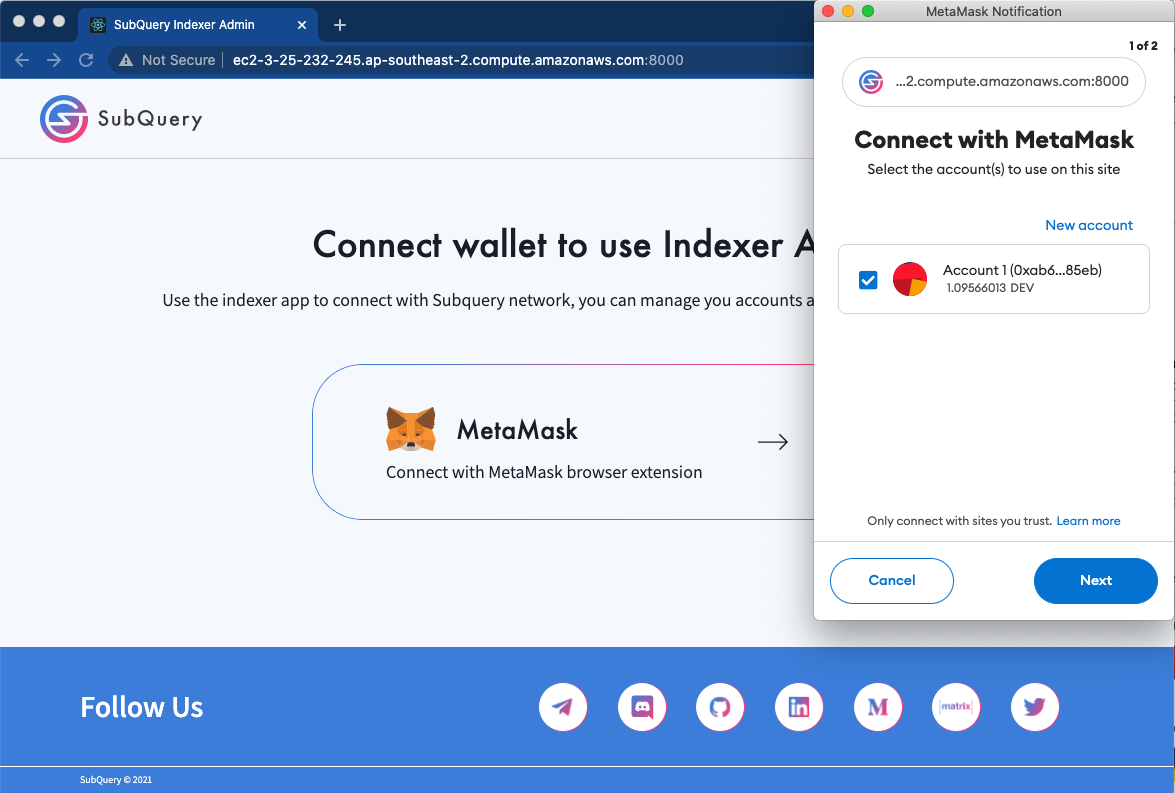 SubQuery Indexer Admin
Not Secure
ec2-3-25-232-245.ap-southeast-2.compute.amazonaws.com:8000
SubQuery
Connect wallet to use Indexer A
Use the indexer app to connect with Subquery network, you can manage you accounts a
MetaMask
Connect with MetaMask browser extension
MetaMask Notification
1 of 2
...2.compute.amazonaws.com:8000
Connect with MetaMask
Select the account(s) to use on this site
New account
Account 1 (0xab6...85eb)
1.09566013 DEV
Only connect with sites you trust. Learn more
Cancel
Next
Follow Us
in
M
[matrix]
SubQuery © 2021